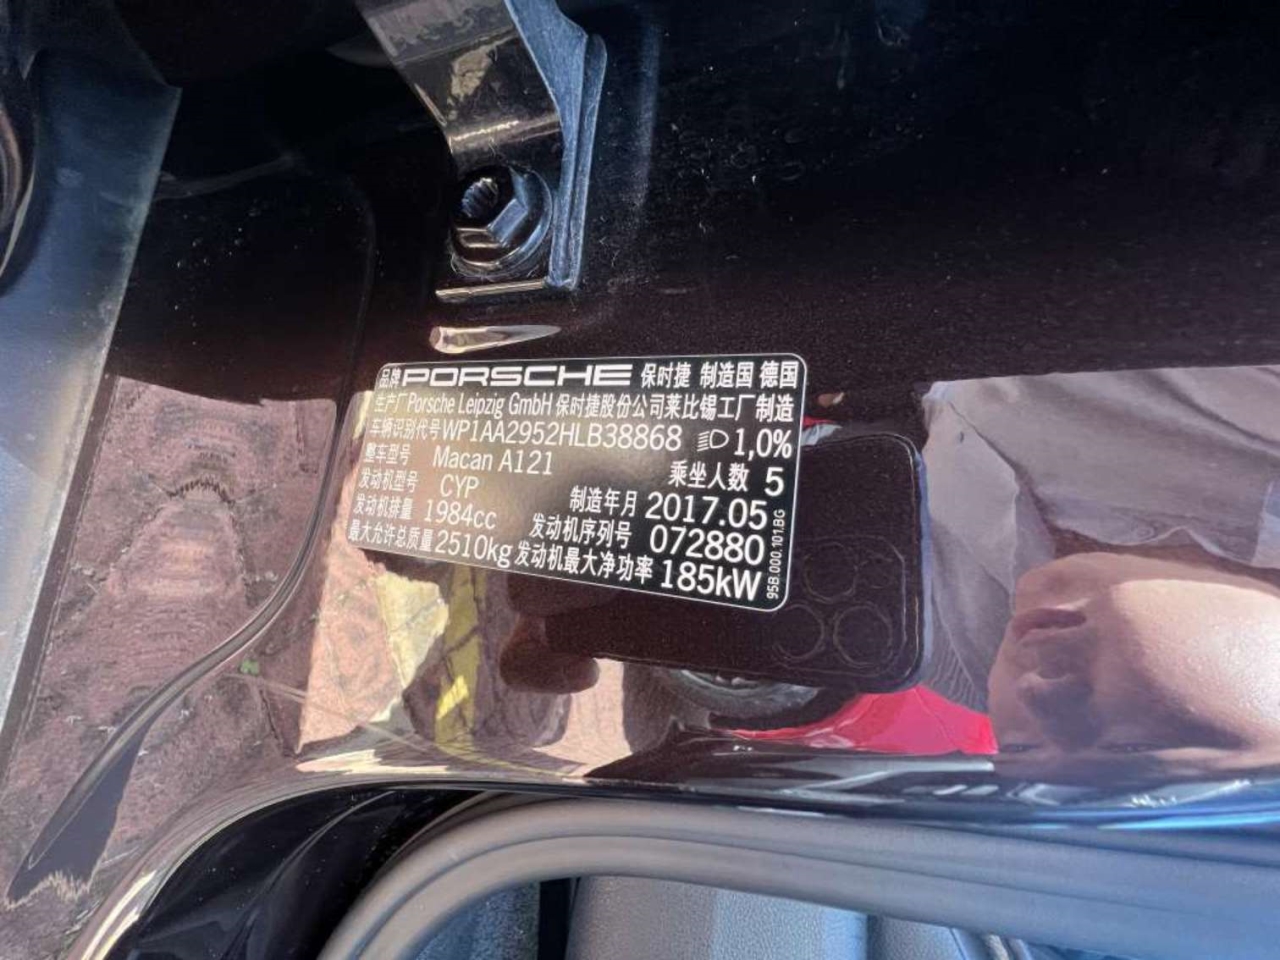 品牌 PORSCHE 保时捷 制造国 德国
生产厂 Porsche Leipzig GmbH 保时捷股份公司莱比锡工厂制造
车辆识别代号 WP1AA2952HLB38868 1,0%
整车型号 Macan A121 乘坐人数 5
发动机型号 CYP 制造年月 2017.05
发动机排量 1984cc 发动机序列号 072880
最大允许总质量 2510kg 发动机最大净功率 185kW
95B.000.101.BG